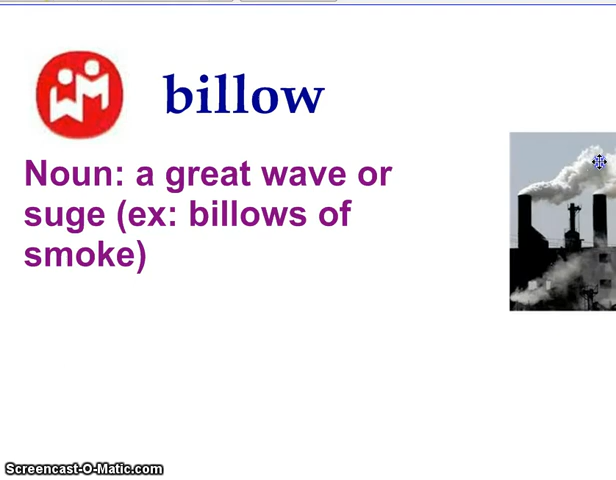 billow
Noun: a great wave or
suge (ex: billows of
smoke)
Screencast-O-Matic.com